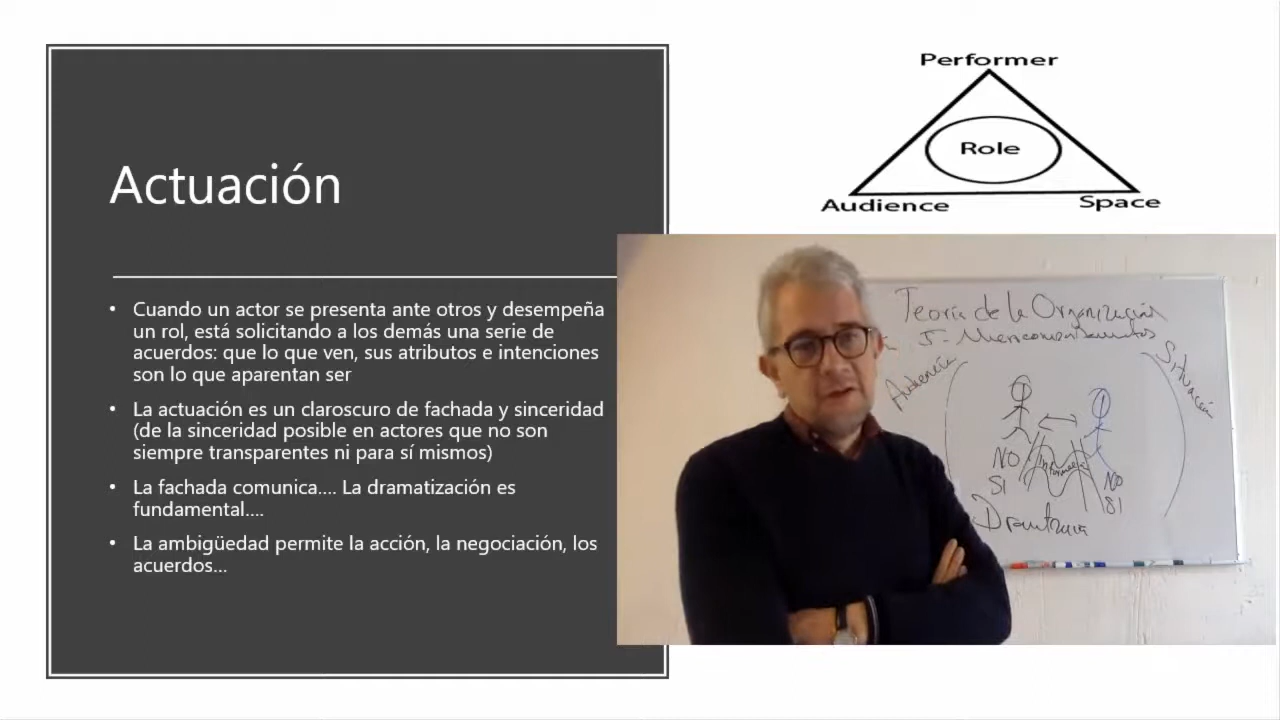 Actuación
• Cuando un actor se presenta ante otros y desempeña
un rol, está solicitando a los demás una serie de
acuerdos: que lo que ven, sus atributos e intenciones
son lo que aparentan ser
• La actuación es un claroscuro de fachada y sinceridad
(de la sinceridad posible en actores que no son
siempre transparentes ni para sí mismos)
• La fachada comunica.... La dramatización es
fundamental....
• La ambigüedad permite la acción, la negociación, los
acuerdos...
Performer
Role
Audience
Space
Teoría de la Organización
Situación
NO
SI
NO
SI